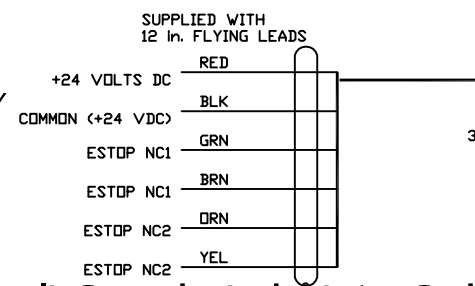 SUPPLIED WITH
12 In. FLYING LEADS
+24 VOLTS DC RED
COMMON (+24 VDC) BLK
ESTOP NC1 GRN
ESTOP NC1 BRN
ESTOP NC2 ORN
ESTOP NC2 YEL
3